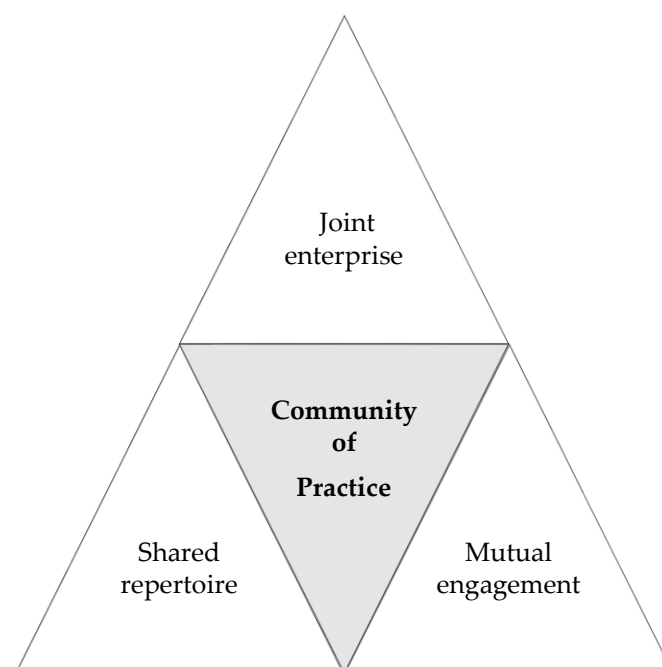 Joint
enterprise
Community
of
Practice
Shared
repertoire
Mutual
engagement